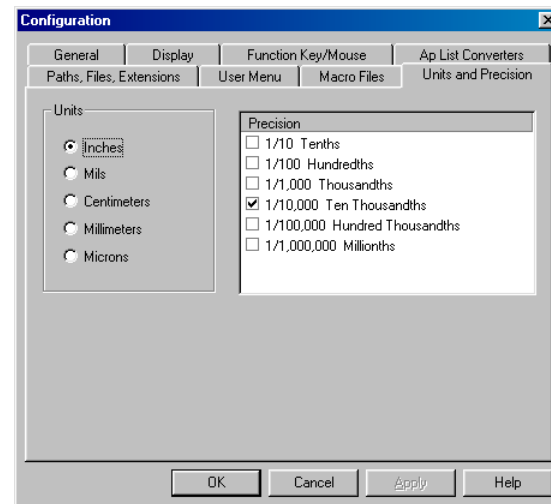 Configuration
General
Display
Function Key/Mouse
Ap List Converters
Paths, Files, Extensions
User Menu
Macro Files
Units and Precision
Units
Inches
Mils
Centimeters
Millimeters
Microns
Precision
1/10 Tenths
1/100 Hundredths
1/1,000 Thousandths
1/10,000 Ten Thousandths
1/100,000 Hundred Thousandths
1/1,000,000 Millionths
OK
Cancel
Apply
Help